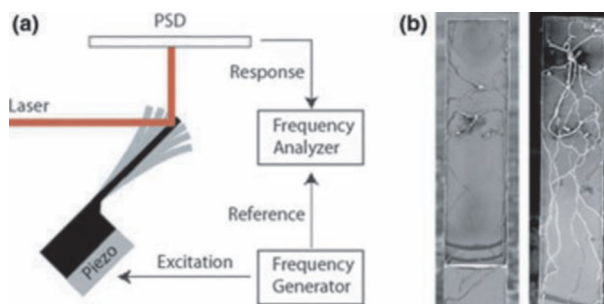 (a)
PSD
Laser
Response
Frequency
Analyzer
Reference
Piezo
Excitation
Frequency
Generator
(b)